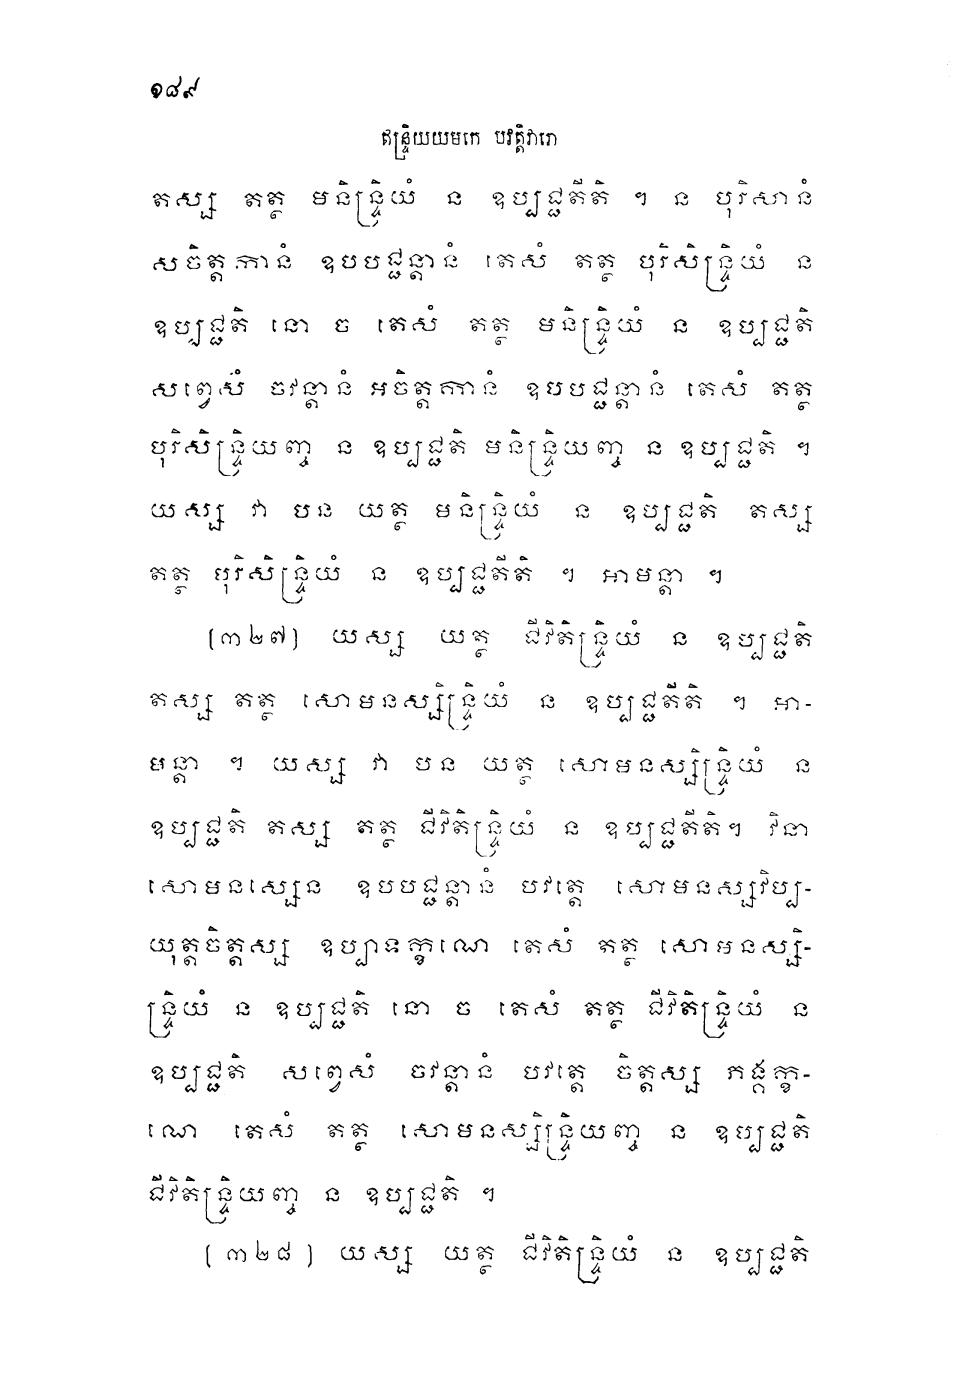 ១៨៩
ឥន្ទ្រិយយមកេ បវត្តិវារោ
តស្ស តត្ថ មនិន្ទ្រិយំ ន ឧប្បជ្ជតីតិ ។ ន បុរិសានំ
សចិត្តកានំ ឧបបជ្ជន្តានំ តេសំ តត្ថ បុរិសិន្ទ្រិយំ ន
ឧប្បជ្ជតិ នោ ច តេសំ តត្ថ មនិន្ទ្រិយំ ន ឧប្បជ្ជតិ
សព្វេសំ ចវន្តានំ អចិត្តកានំ ឧបបជ្ជន្តានំ តេសំ តត្ថ
បុរិសិន្ទ្រិយញ្ច ន ឧប្បជ្ជតិ មនិន្ទ្រិយញ្ច ន ឧប្បជ្ជតិ ។
យស្ស វា បន យត្ថ មនិន្ទ្រិយំ ន ឧប្បជ្ជតិ តស្ស
តត្ថ បុរិសិន្ទ្រិយំ ន ឧប្បជ្ជតីតិ ។ អាមន្តា ។
(៣២៧) យស្ស យត្ថ ជីវិតិន្ទ្រិយំ ន ឧប្បជ្ជតិ
តស្ស តត្ថ សោមនស្សិន្ទ្រិយំ ន ឧប្បជ្ជតីតិ ។ អា-
មន្តា ។ យស្ស វា បន យត្ថ សោមនស្សិន្ទ្រិយំ ន
ឧប្បជ្ជតិ តស្ស តត្ថ ជីវិតិន្ទ្រិយំ ន ឧប្បជ្ជតីតិ។ វិនា
សោមនស្សេន ឧបបជ្ជន្តានំ បវត្តេ សោមនស្សវិប្ប-
យុត្តចិត្តស្ស ឧប្បាទក្ខណេ តេសំ តត្ថ សោមនស្សិ-
ន្ទ្រិយំ ន ឧប្បជ្ជតិ នោ ច តេសំ តត្ថ ជីវិតិន្ទ្រិយំ ន
ឧប្បជ្ជតិ សព្វេសំ ចវន្តានំ បវត្តេ ចិត្តស្ស ភង្គក្ខ-
ណេ តេសំ តត្ថ សោមនស្សិន្ទ្រិយញ្ច ន ឧប្បជ្ជតិ
ជីវិតិន្ទ្រិយញ្ច ន ឧប្បជ្ជតិ ។
(៣២៨) យស្ស យត្ថ ជីវិតិន្ទ្រិយំ ន ឧប្បជ្ជតិ